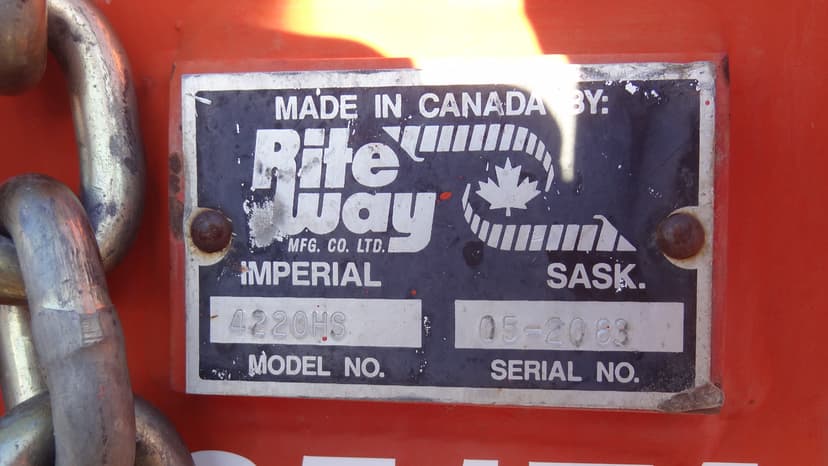 MADE IN CANADA BY:
Rite
Way
MFG. CO. LTD.
IMPERIAL SASK.
4220HS 05-2083
MODEL NO. SERIAL NO.